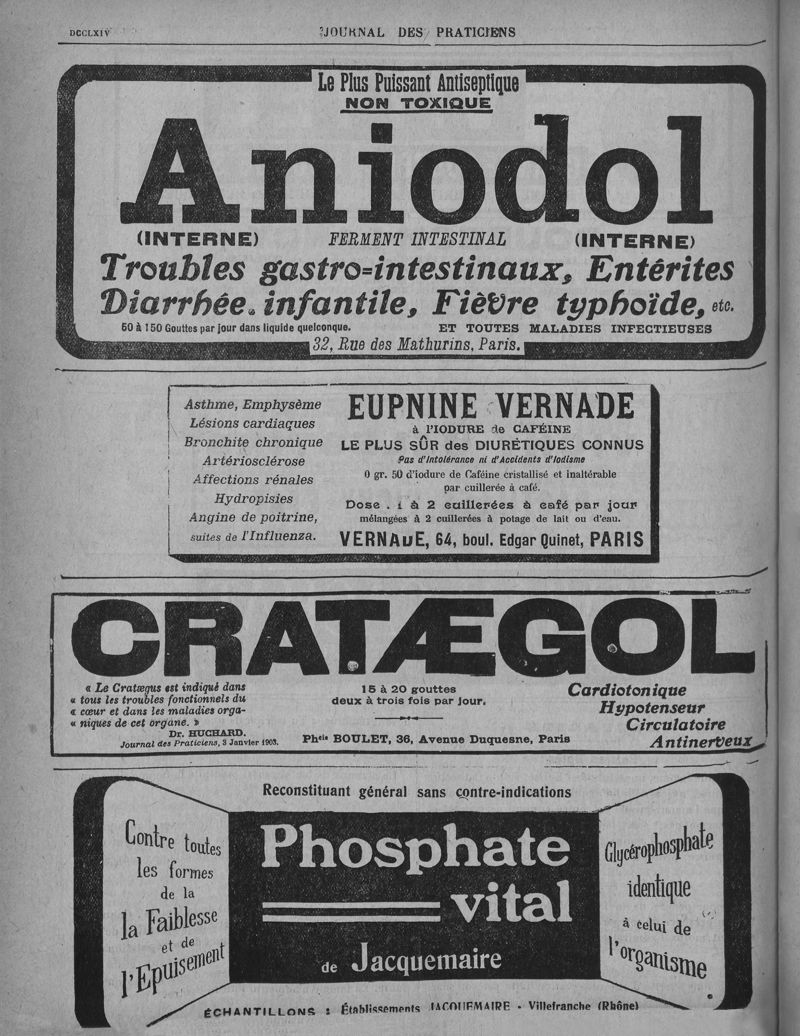 DCCLXIV
JOURNAL DES PRATICIENS
Le Plus Puissant Antiseptique
NON TOXIQUE
Aniodol
(INTERNE) FERMENT INTESTINAL (INTERNE)
Troubles gastro=intestinaux, Entérites
Diarrhée infantile, Fièvre typhoïde, etc.
50 à 150 Gouttes par jour dans liquide quelconque. ET TOUTES MALADIES INFECTIEUSES
32, Rue des Mathurins, Paris.
Asthme, Emphysème
Lésions cardiaques
Bronchite chronique
Artériosclérose
Affections rénales
Hydropisies
Angine de poitrine,
suites de l'Influenza.
EUPNINE VERNADE
à l'IODURE de CAFÉINE
LE PLUS SÛR des DIURÉTIQUES CONNUS
Pas d'Intolérance ni d'Accidents d'Iodisme
0 gr. 50 d'iodure de Caféine cristallisé et inaltérable
par cuillerée à café.
Dose : 1 à 2 cuillerées à café par jour
mélangées à 2 cuillerées à potage de lait ou d'eau.
VERNADE, 64, boul. Edgar Quinet, PARIS
CRATÆGOL
« Le Cratægus est indiqué dans
« tous les troubles fonctionnels du
« cœur et dans les maladies orga-
« niques de cet organe. »
Dr. HUCHARD.
Journal des Praticiens, 3 Janvier 1903.
15 à 20 gouttes
deux à trois fois par jour.
Phcie BOULET, 36, Avenue Duquesne, Paris
Cardiotonique
Hypotenseur
Circulatoire
Antinerveux
Reconstituant général sans contre-indications
Contre toutes
les formes
de la
la Faiblesse
et de
l'Epuisement
Phosphate
vital
de Jacquemaire
Glycérophosphate
identique
à celui de
l'organisme
ÉCHANTILLONS : Établissements JACQUEMAIRE - Villefranche (Rhône)